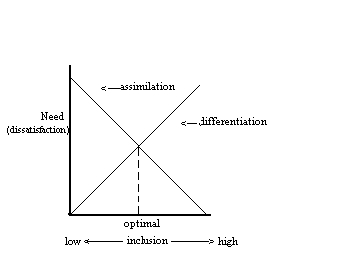 assimilation
Need
(dissatisfaction)
differentiation
optimal
low inclusion high